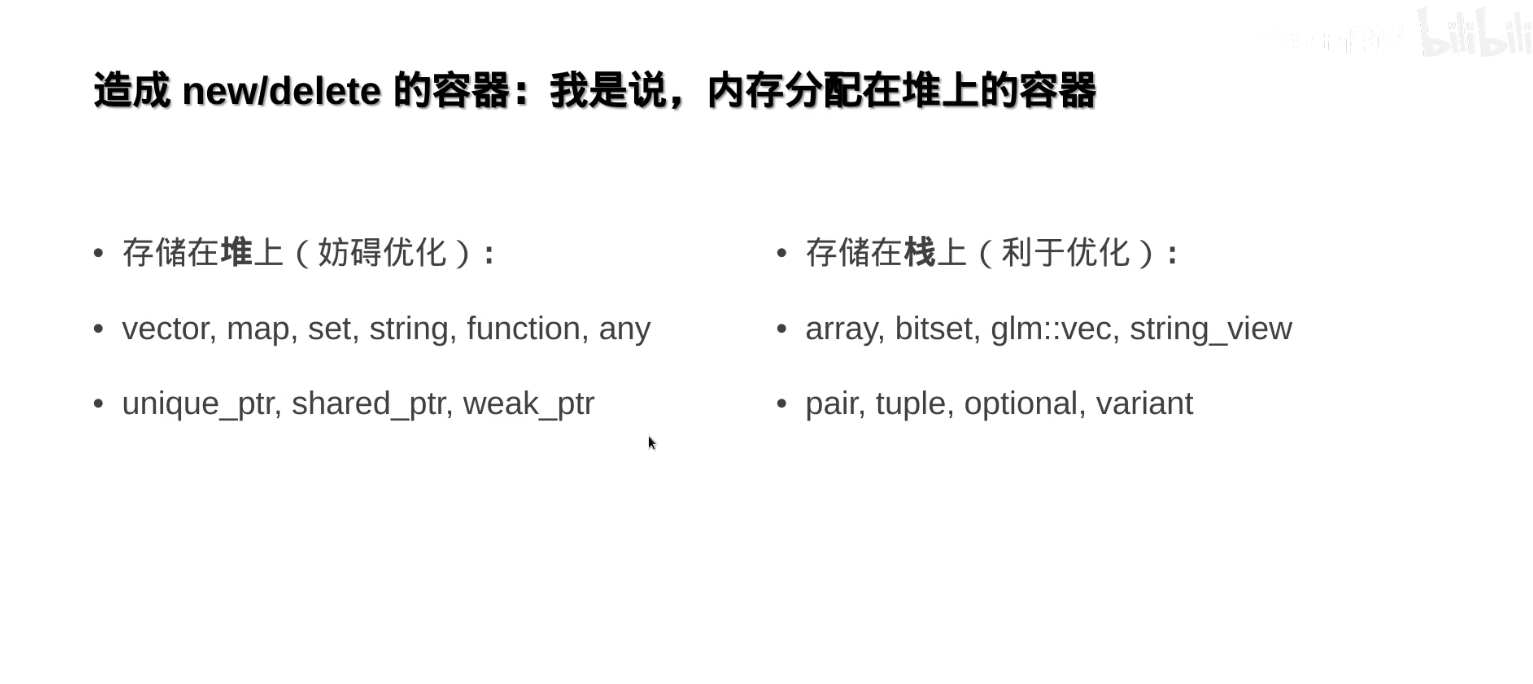 bilibili
造成 new/delete 的容器：我是说，内存分配在堆上的容器
• 存储在堆上（妨碍优化）:
• vector, map, set, string, function, any
• unique_ptr, shared_ptr, weak_ptr
• 存储在栈上（利于优化）:
• array, bitset, glm::vec, string_view
• pair, tuple, optional, variant